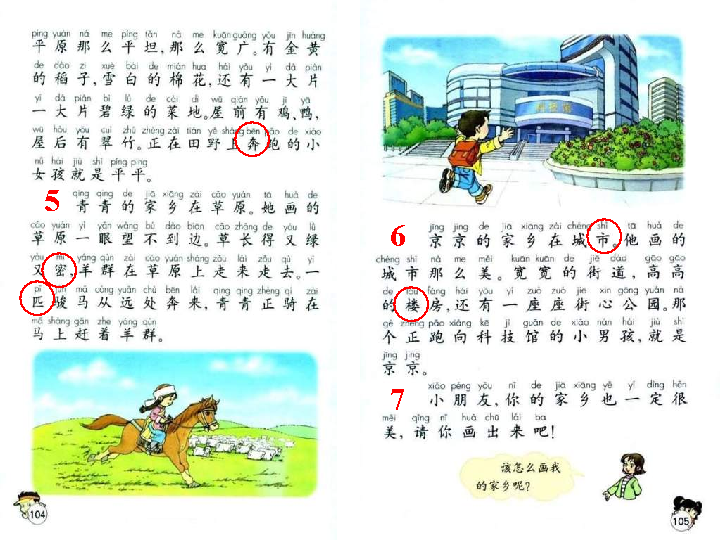 píng yuán nà me píng tǎn nà me kuānguǎng yǒu jīn huáng
平原那么平坦,那么宽广。有金黄
de dào zi xuě bái de mián hua hái yǒu yí dà piàn
的稻子,雪白的棉花,还有一大片
yí dà piàn bì lǜ de cài dì wū qián yǒu jī yā
一大片碧绿的菜地。屋前有鸡,鸭,
wū hòu yǒu cuì zhú zhèng zài tián yě shàng bēn pǎo de xiǎo
屋后有翠竹。正在田野上奔跑的小
nǚ hái jiù shì píng ping
女孩就是平平。
5
qīng qing de jiā xiāng zài cǎo yuán tā huà de
青青的家乡在草原。她画的
cǎo yuán yì yǎn wàng bú dào biān cǎo zhǎng de yòu lǜ
草原一眼望不到边。草长得又绿
yòu mì yáng qún zài cǎo yuán shang zǒu lái zǒu qù yì
又密,羊群在草原上走来走去。一
pǐ jùn mǎ cóng yuǎn chù bēn lái qīng qing zhèng qí zài
匹骏马从远处奔来,青青正骑在
mǎ shang gǎn zhe yáng qún
马上赶着羊群。
104
科技馆
6
jīng jing de jiā xiāng zài chéng shì tā huà de
京京的家乡在城市。他画的
chéng shì nà me měi kuān kuān de jiē dào gāo gāo
城市那么美。宽宽的街道,高高
de lóu fáng hái yǒu yí zuò zuò jiē xīn gōng yuán nà
的楼房,还有一座座街心公园。那
gè zhèng pǎo xiàng kē jì guǎn de xiǎo nán hái jiù shì
个正跑向科技馆的小男孩,就是
jīng jing
京京。
7
xiǎo péng yǒu nǐ de jiā xiāng yě yí dìng hěn
小朋友,你的家乡也一定很
měi qǐng nǐ huà chū lái ba
美,请你画出来吧!
该怎么画我
的家乡呢?
105